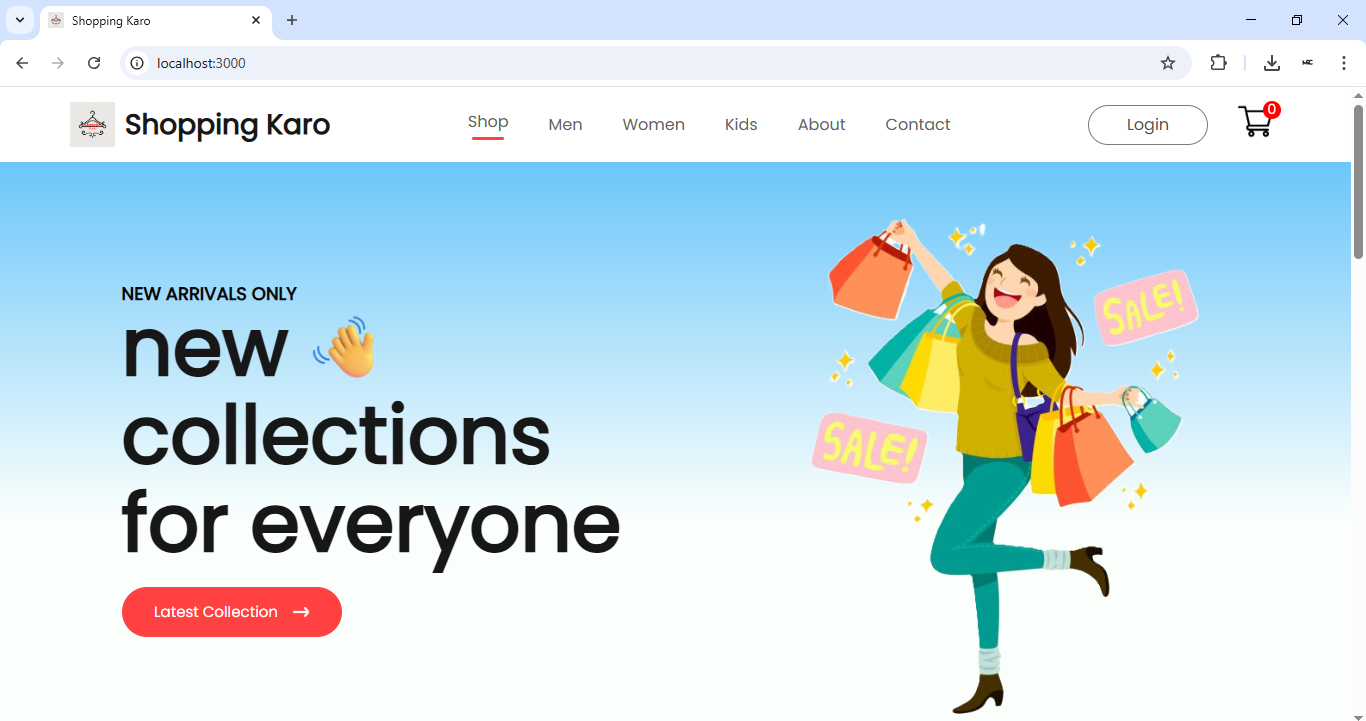 Shopping Karo
localhost:3000
Shopping Karo
Shop Men Women Kids About Contact Login 0
NEW ARRIVALS ONLY
new 👋
collections
for everyone
Latest Collection →
SALE!
SALE!